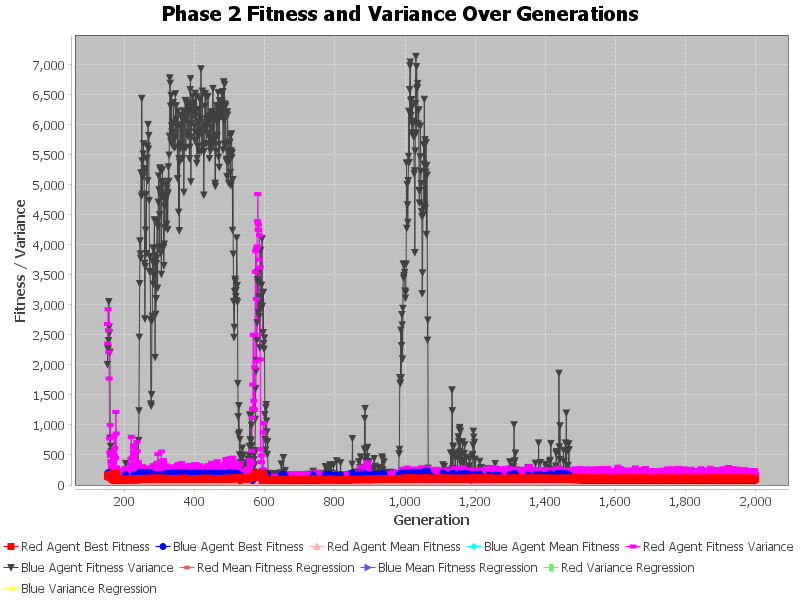 Phase 2 Fitness and Variance Over Generations
7,000
6,500
6,000
5,500
5,000
4,500
4,000
3,500
3,000
2,500
2,000
1,500
1,000
500
0
Fitness / Variance
200 400 600 800 1,000 1,200 1,400 1,600 1,800 2,000
Generation
Red Agent Best Fitness Blue Agent Best Fitness Red Agent Mean Fitness Blue Agent Mean Fitness Red Agent Fitness Variance
Blue Agent Fitness Variance Red Mean Fitness Regression Blue Mean Fitness Regression Red Variance Regression
Blue Variance Regression